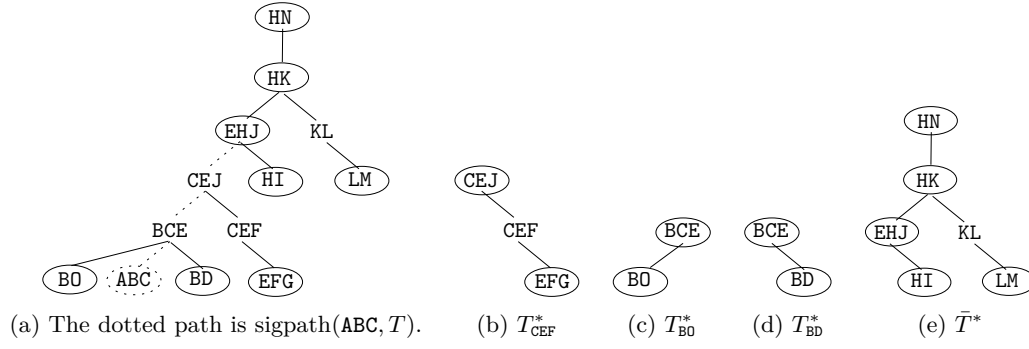 HN
HK
EHJ KL
CEJ HI LM
BCE CEF
BO ABC BD EFG
(a) The dotted path is sigpath(ABC, T).
CEJ
CEF
EFG
(b) T*CEF
BCE
BO
(c) T*BO
BCE
BD
(d) T*BD
HN
HK
EHJ KL
HI LM
(e) T̄*